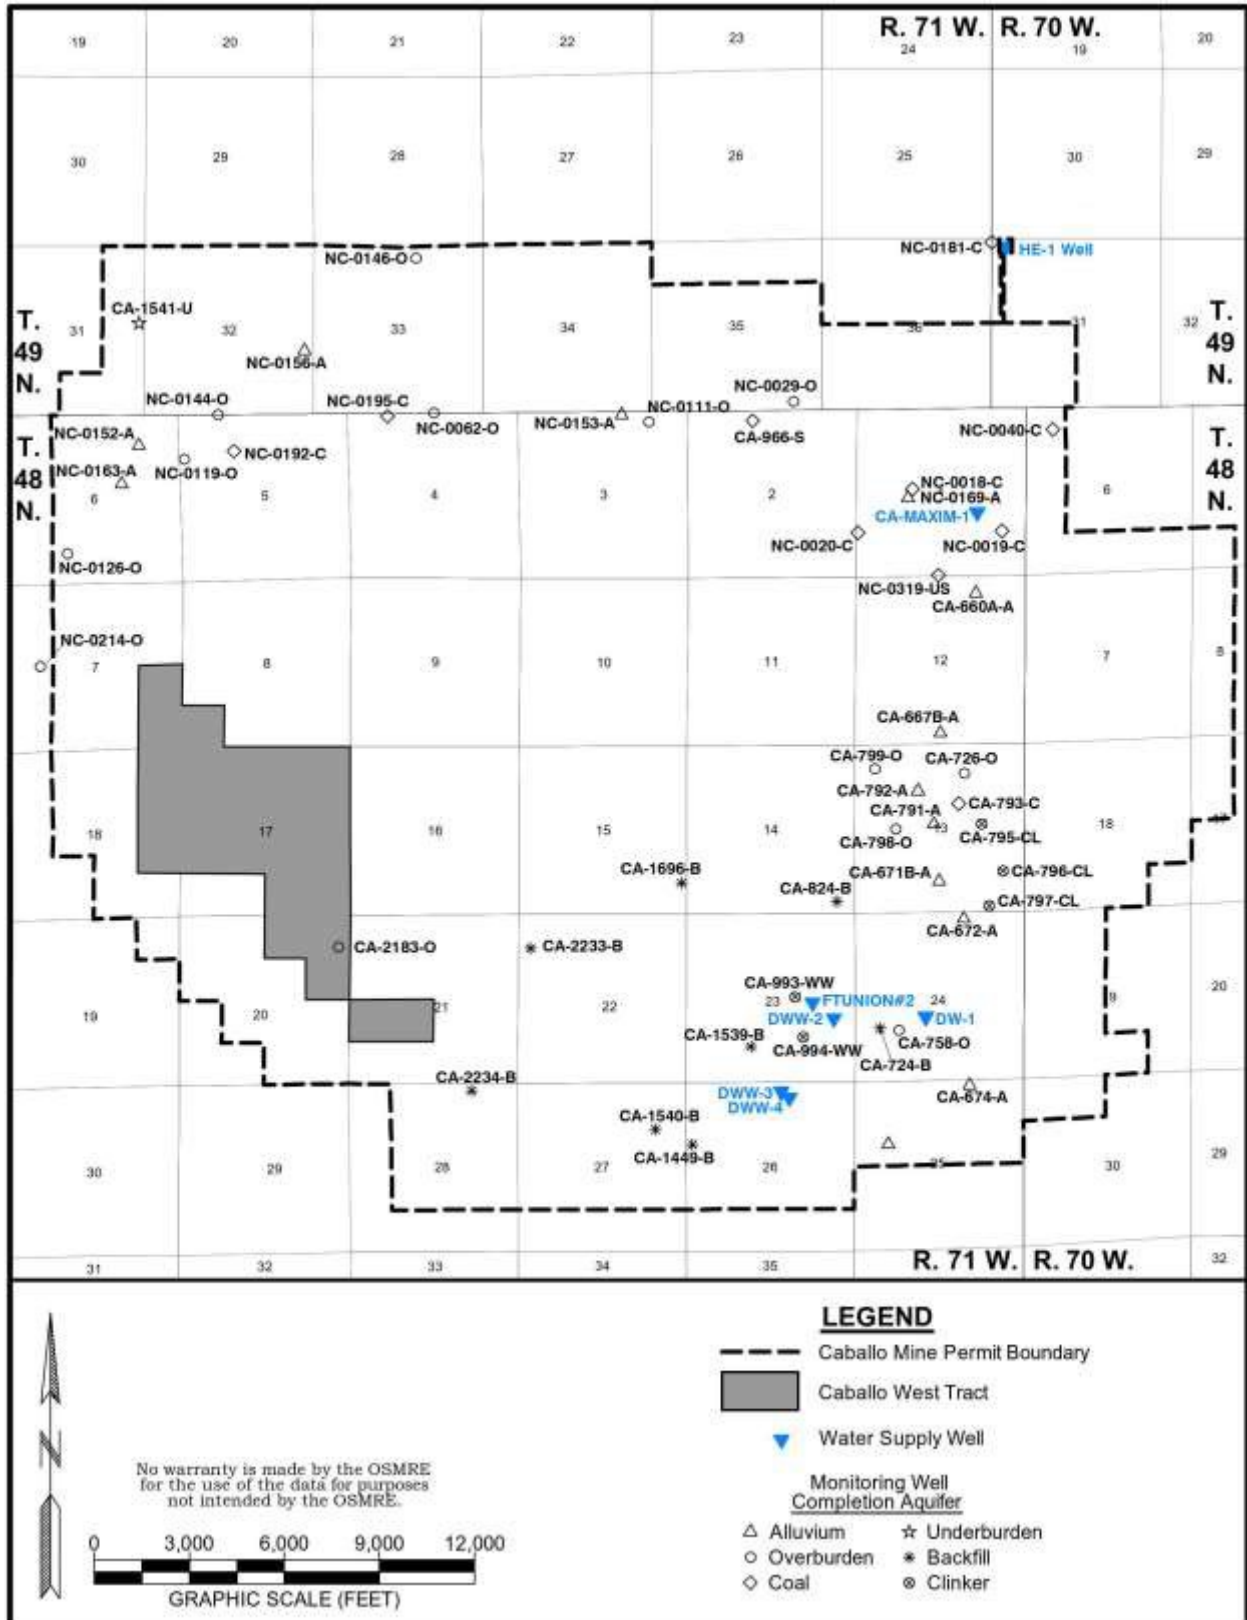 R. 71 W. R. 70 W.
19 20 21 22 23 24 19 20
30 29 28 27 26 25 30 29
NC-0181-C
HE-1 Well
NC-0146-O
CA-1541-U
T.
49
N.
31 32 33 34 35 36 31 32
T.
49
N.
NC-0156-A
NC-0029-O
NC-0144-O
NC-0195-C
NC-0062-O
NC-0153-A
NC-0111-O
CA-966-S
NC-0040-C
T.
48
N.
NC-0152-A
NC-0163-A
NC-0119-O
NC-0192-C
T.
48
N.
6 5 4 3 2 6
NC-0018-C
NC-0169-A
CA-MAXIM-1
NC-0020-C
NC-0019-C
NC-0126-O
NC-0319-US
CA-660A-A
NC-0214-O
7 8 9 10 11 12 7 8
CA-667B-A
CA-799-O
CA-726-O
CA-792-A
CA-793-C
CA-791-A
18 17 16 15 14 13 18 17
CA-798-O
CA-795-CL
CA-1696-B
CA-671B-A
CA-796-CL
CA-824-B
CA-797-CL
CA-672-A
CA-2183-O
CA-2233-B
CA-993-WW
19 20 21 22 23 24 20
FTUNION#2
DWW-2
DW-1
CA-1539-B
CA-994-WW
CA-758-O
CA-724-B
CA-2234-B
DWW-3
DWW-4
CA-674-A
CA-1540-B
CA-1449-B
30 29 28 27 26 25 30 29
R. 71 W. R. 70 W.
31 32 33 34 35 32
N
No warranty is made by the OSMRE
for the use of the data for purposes
not intended by the OSMRE.
0 3,000 6,000 9,000 12,000
GRAPHIC SCALE (FEET)
LEGEND
Caballo Mine Permit Boundary
Caballo West Tract
Water Supply Well
Monitoring Well
Completion Aquifer
Alluvium Underburden
Overburden Backfill
Coal Clinker